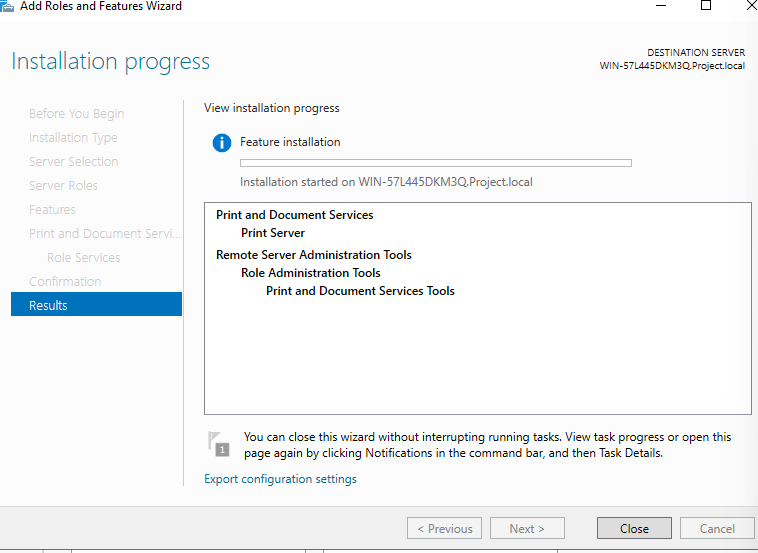 Add Roles and Features Wizard
Installation progress
DESTINATION SERVER
WIN-57L445DKM3Q.Project.local
Before You Begin
Installation Type
Server Selection
Server Roles
Features
Print and Document Servi...
Role Services
Confirmation
Results
View installation progress
i Feature installation
Installation started on WIN-57L445DKM3Q.Project.local
Print and Document Services
Print Server
Remote Server Administration Tools
Role Administration Tools
Print and Document Services Tools
1
You can close this wizard without interrupting running tasks. View task progress or open this
page again by clicking Notifications in the command bar, and then Task Details.
Export configuration settings
< Previous
Next >
Close
Cancel